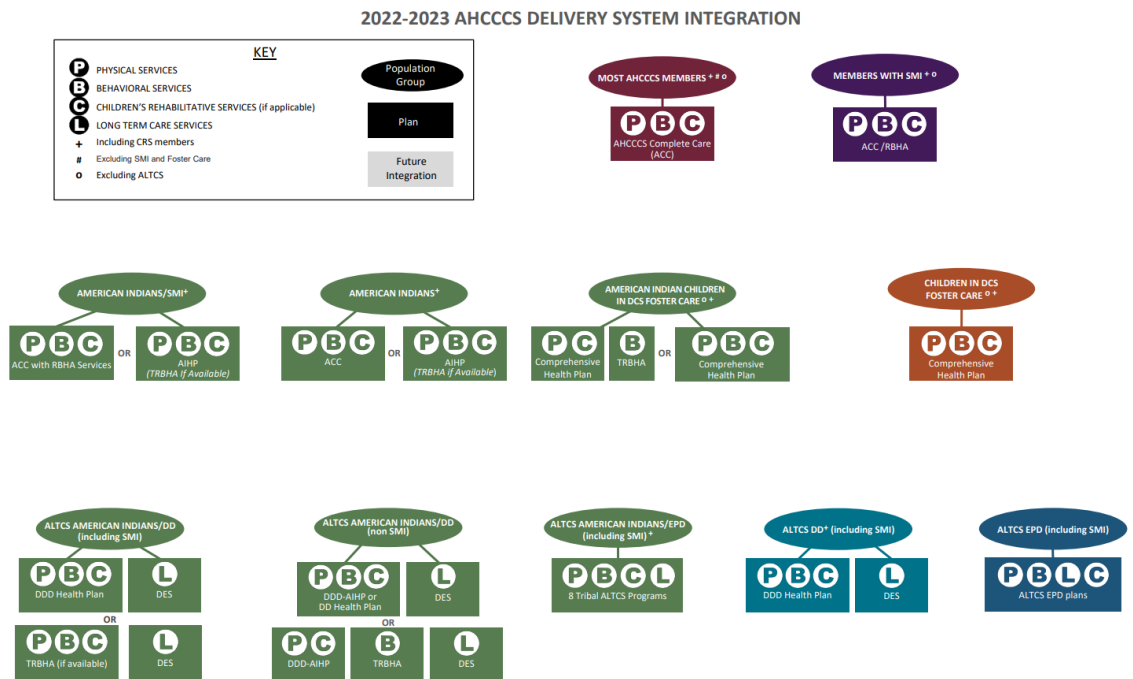 2022-2023 AHCCCS DELIVERY SYSTEM INTEGRATION
KEY
P PHYSICAL SERVICES
B BEHAVIORAL SERVICES
C CHILDREN'S REHABILITATIVE SERVICES (if applicable)
L LONG TERM CARE SERVICES
+ Including CRS members
# Excluding SMI and Foster Care
o Excluding ALTCS
Population
Group
Plan
Future
Integration
MOST AHCCCS MEMBERS + # o
P B C
AHCCCS Complete Care
(ACC)
MEMBERS WITH SMI + o
P B C
ACC /RBHA
AMERICAN INDIANS/SMI+
P B C
ACC with RBHA Services
OR
P B C
AIHP
(TRBHA If Available)
AMERICAN INDIANS+
P B C
ACC
OR
P B C
AIHP
(TRBHA if Available)
AMERICAN INDIAN CHILDREN
IN DCS FOSTER CARE o +
P C
Comprehensive
Health Plan
B
TRBHA
OR
P B C
Comprehensive
Health Plan
CHILDREN IN DCS
FOSTER CARE o +
P B C
Comprehensive
Health Plan
ALTCS AMERICAN INDIANS/DD
(including SMI)
P B C
DDD Health Plan
L
DES
OR
P B C
TRBHA (if available)
L
DES
ALTCS AMERICAN INDIANS/DD
(non SMI)
P B C
DDD-AIHP or
DD Health Plan
L
DES
OR
P C
DDD-AIHP
B
TRBHA
L
DES
ALTCS AMERICAN INDIANS/EPD
(including SMI) +
P B C L
8 Tribal ALTCS Programs
ALTCS DD+ (including SMI)
P B C
DDD Health Plan
L
DES
ALTCS EPD (including SMI)
P B L C
ALTCS EPD plans